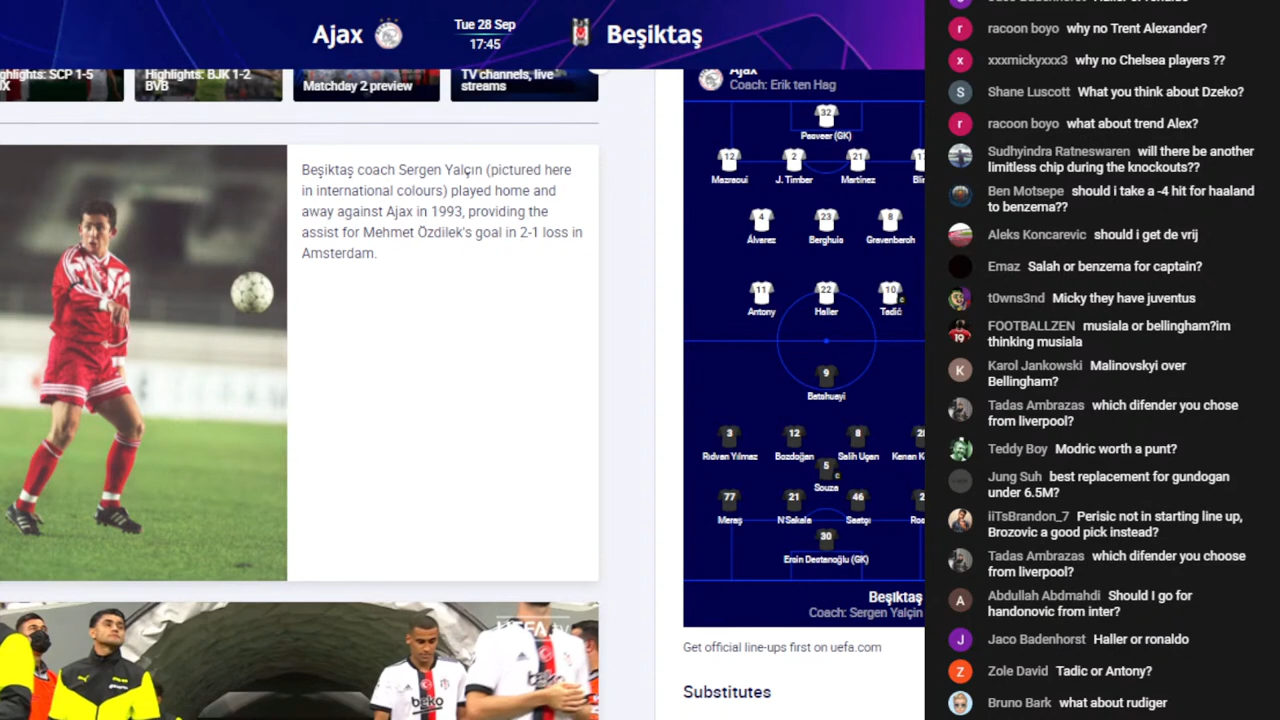 Ajax
Tue 28 Sep
17:45
Beşiktaş
Highlights: BJK 1-2
BVB
Matchday 2 preview
TV channels, live
streams
Beşiktaş coach Sergen Yalçın (pictured here
in international colours) played home and
away against Ajax in 1993, providing the
assist for Mehmet Özdilek's goal in 2-1 loss in
Amsterdam.
UEFA.tv
beko
beko
Ajax
Coach: Erik ten Hag
32
Pasveer (GK)
12
2
21
Mazraoui
J. Timber
Martínez
4
23
8
Álvarez
Berghuis
Gravenberch
11
22
10
Antony
Haller
Tadić
9
Batshuayi
3
12
8
Rıdvan Yılmaz
Bozdoğan
Salih Uçan
5
Souza
77
21
46
Meraş
N'Sakala
Saatçı
30
Ersin Destanoğlu (GK)
Beşiktaş
Coach: Sergen Yalçın
Get official line-ups first on uefa.com
Substitutes
racoon boyo why no Trent Alexander?
xxxmickyxxx3 why no Chelsea players ??
Shane Luscott What you think about Dzeko?
racoon boyo what about trend Alex?
Sudhyindra Ratneswaren will there be another
limitless chip during the knockouts??
Ben Motsepe should i take a -4 hit for haaland
to benzema??
Aleks Koncarevic should i get de vrij
Emaz Salah or benzema for captain?
t0wns3nd Micky they have juventus
FOOTBALLZEN musiala or bellingham?im
thinking musiala
Karol Jankowski Malinovskyi over
Bellingham?
Tadas Ambrazas which difender you chose
from liverpool?
Teddy Boy Modric worth a punt?
Jung Suh best replacement for gundogan
under 6.5M?
iiTsBrandon_7 Perisic not in starting line up,
Brozovic a good pick instead?
Tadas Ambrazas which difender you chose
from liverpool?
Abdullah Abdmahdi Should I go for
handonovic from inter?
Jaco Badenhorst Haller or ronaldo
Zole David Tadic or Antony?
Bruno Bark what about rudiger